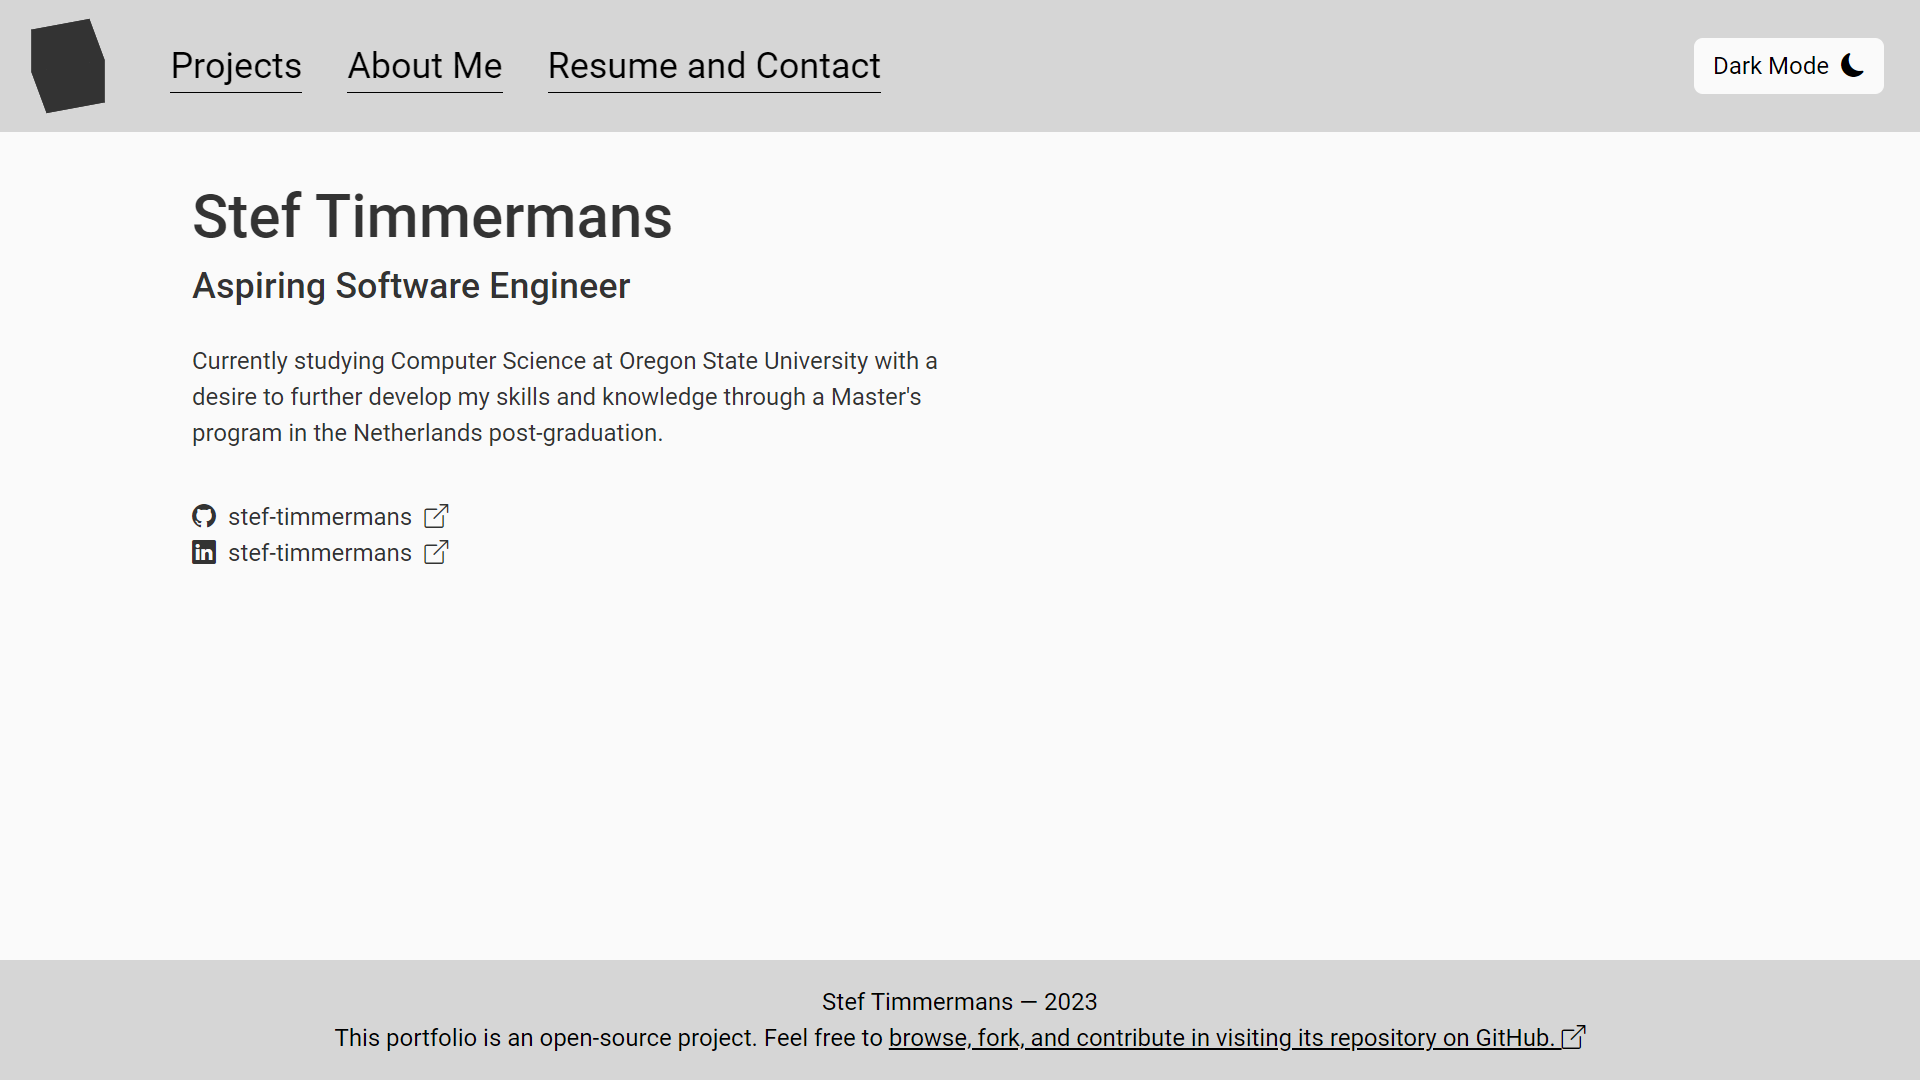 Projects
About Me
Resume and Contact
Dark Mode
Stef Timmermans
Aspiring Software Engineer
Currently studying Computer Science at Oregon State University with a
desire to further develop my skills and knowledge through a Master's
program in the Netherlands post-graduation.
stef-timmermans
stef-timmermans
Stef Timmermans — 2023
This portfolio is an open-source project. Feel free to browse, fork, and contribute in visiting its repository on GitHub.